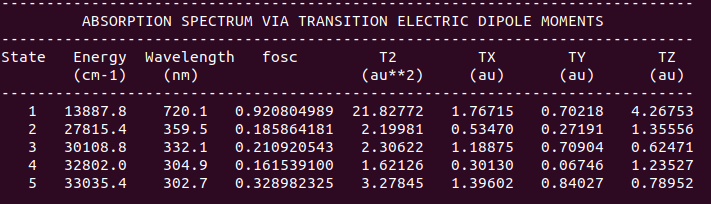 -----------------------------------------------------------------------------
ABSORPTION SPECTRUM VIA TRANSITION ELECTRIC DIPOLE MOMENTS
-----------------------------------------------------------------------------
State Energy Wavelength fosc T2 TX TY TZ
(cm-1) (nm) (au**2) (au) (au) (au)
-----------------------------------------------------------------------------
1 13887.8 720.1 0.920804989 21.82772 1.76715 0.70218 4.26753
2 27815.4 359.5 0.185864181 2.19981 0.53470 0.27191 1.35556
3 30108.8 332.1 0.210920543 2.30622 1.18875 0.70904 0.62471
4 32802.0 304.9 0.161539100 1.62126 0.30130 0.06746 1.23527
5 33035.4 302.7 0.328982325 3.27845 1.39602 0.84027 0.78952